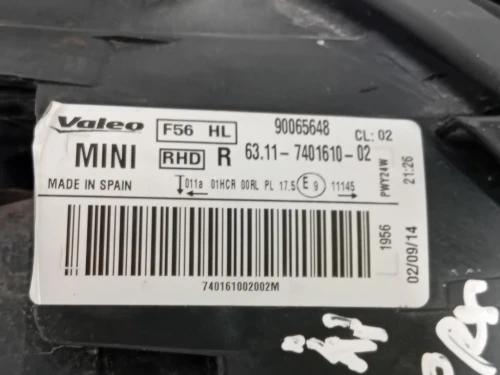 Valeo F56 HL 90065648 CL: 02
MINI RHD R 63.11-7401610-02
MADE IN SPAIN 011a 01HCR 00RL PL 17.5 E9 11145
PWY24W 21:26
1956 02/09/14
740161002002M